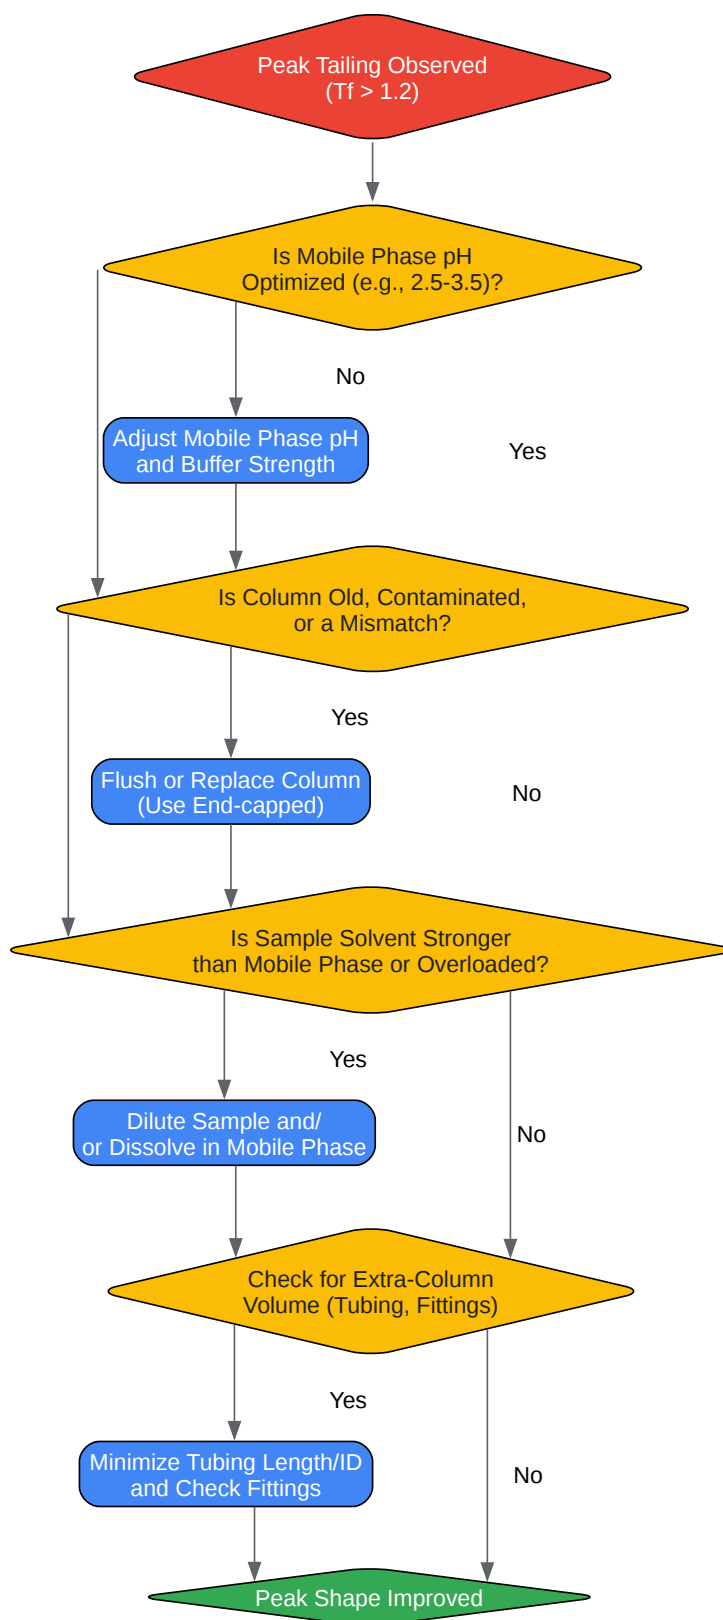 Peak Tailing Observed
(Tf > 1.2)
Is Mobile Phase pH
Optimized (e.g., 2.5-3.5)?
No
Adjust Mobile Phase pH
and Buffer Strength
Yes
Is Column Old, Contaminated,
or a Mismatch?
Yes
Flush or Replace Column
(Use End-capped)
No
Is Sample Solvent Stronger
than Mobile Phase or Overloaded?
Yes
Dilute Sample and/
or Dissolve in Mobile Phase
No
Check for Extra-Column
Volume (Tubing, Fittings)
Yes
Minimize Tubing Length/ID
and Check Fittings
No
Peak Shape Improved